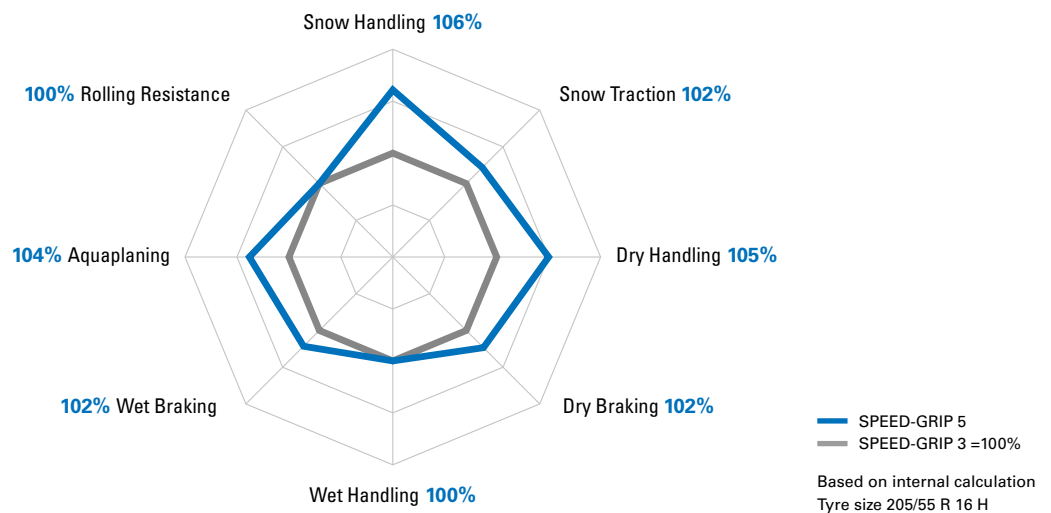 Snow Handling 106%
100% Rolling Resistance
Snow Traction 102%
104% Aquaplaning
Dry Handling 105%
102% Wet Braking
Dry Braking 102%
Wet Handling 100%
SPEED-GRIP 5
SPEED-GRIP 3 =100%
Based on internal calculation
Tyre size 205/55 R 16 H